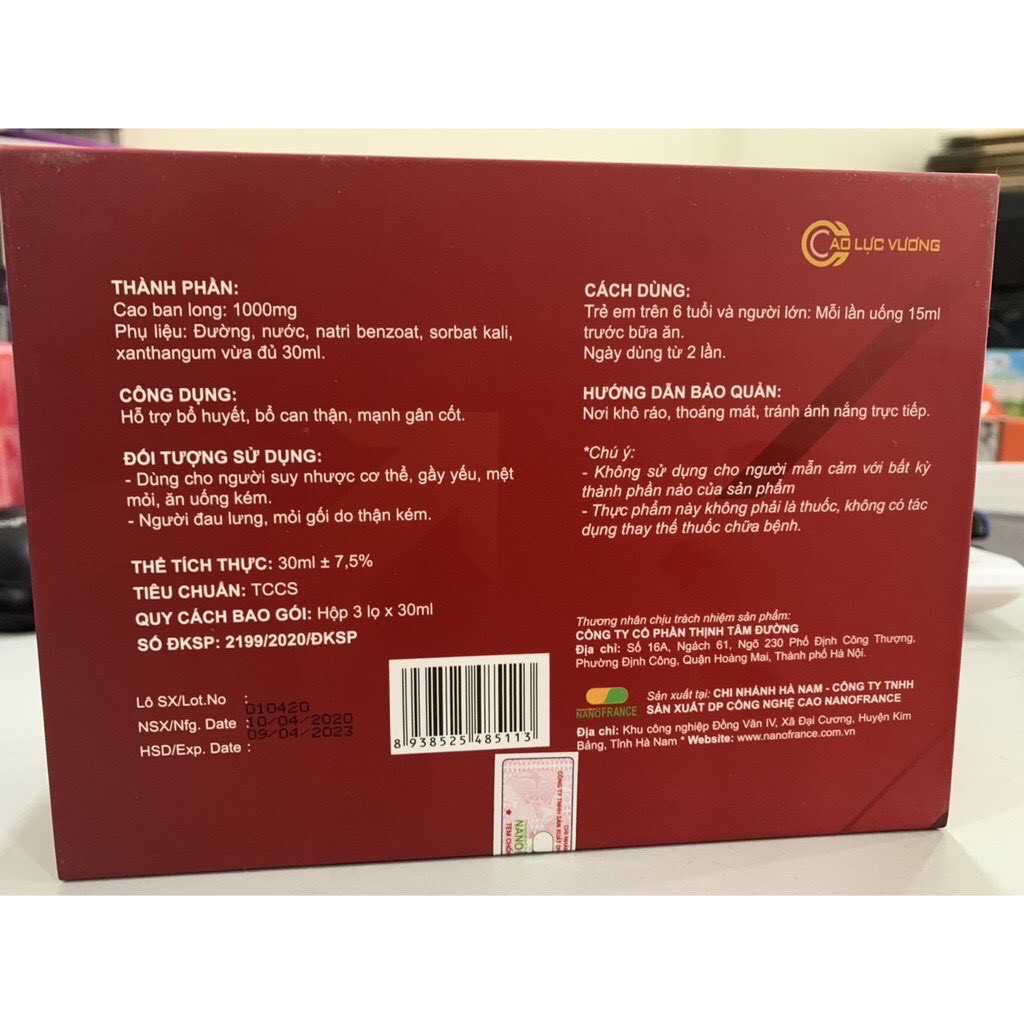 CAO LỰC VƯƠNG
THÀNH PHẦN:
Cao ban long: 1000mg
Phụ liệu: Đường, nước, natri benzoat, sorbat kali,
xanthangum vừa đủ 30ml.
CÔNG DỤNG:
Hỗ trợ bổ huyết, bổ can thận, mạnh gân cốt.
ĐỐI TƯỢNG SỬ DỤNG:
- Dùng cho người suy nhược cơ thể, gầy yếu, mệt
mỏi, ăn uống kém.
- Người đau lưng, mỏi gối do thận kém.
THỂ TÍCH THỰC: 30ml ± 7,5%
TIÊU CHUẨN: TCCS
QUY CÁCH BAO GÓI: Hộp 3 lọ x 30ml
SỐ ĐKSP: 2199/2020/ĐKSP
Lô SX/Lot.No :
010420
NSX/Nfg. Date :
10/04/2020
HSD/Exp. Date :
09/04/2023
8 938525 485113
CÁCH DÙNG:
Trẻ em trên 6 tuổi và người lớn: Mỗi lần uống 15ml
trước bữa ăn.
Ngày dùng từ 2 lần.
HƯỚNG DẪN BẢO QUẢN:
Nơi khô ráo, thoáng mát, tránh ánh nắng trực tiếp.
*Chú ý:
- Không sử dụng cho người mẫn cảm với bất kỳ
thành phần nào của sản phẩm
- Thực phẩm này không phải là thuốc, không có tác
dụng thay thế thuốc chữa bệnh.
Thương nhân chịu trách nhiệm sản phẩm:
CÔNG TY CỔ PHẦN THỊNH TÂM ĐƯỜNG
Địa chỉ: Số 16A, Ngách 61, Ngõ 230 Phố Định Công Thượng,
Phường Định Công, Quận Hoàng Mai, Thành phố Hà Nội.
NANOFRANCE
Sản xuất tại: CHI NHÁNH HÀ NAM - CÔNG TY TNHH
SẢN XUẤT DP CÔNG NGHỆ CAO NANOFRANCE
Địa chỉ: Khu công nghiệp Đồng Văn IV, Xã Đại Cương, Huyện Kim
Bảng, Tỉnh Hà Nam * Website: www.nanofrance.com.vn